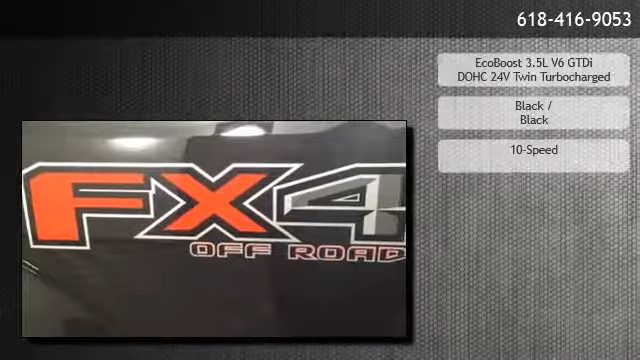 618-416-9053
EcoBoost 3.5L V6 GTDi
DOHC 24V Twin Turbocharged
Black /
Black
10-Speed
FX4
OFF ROAD